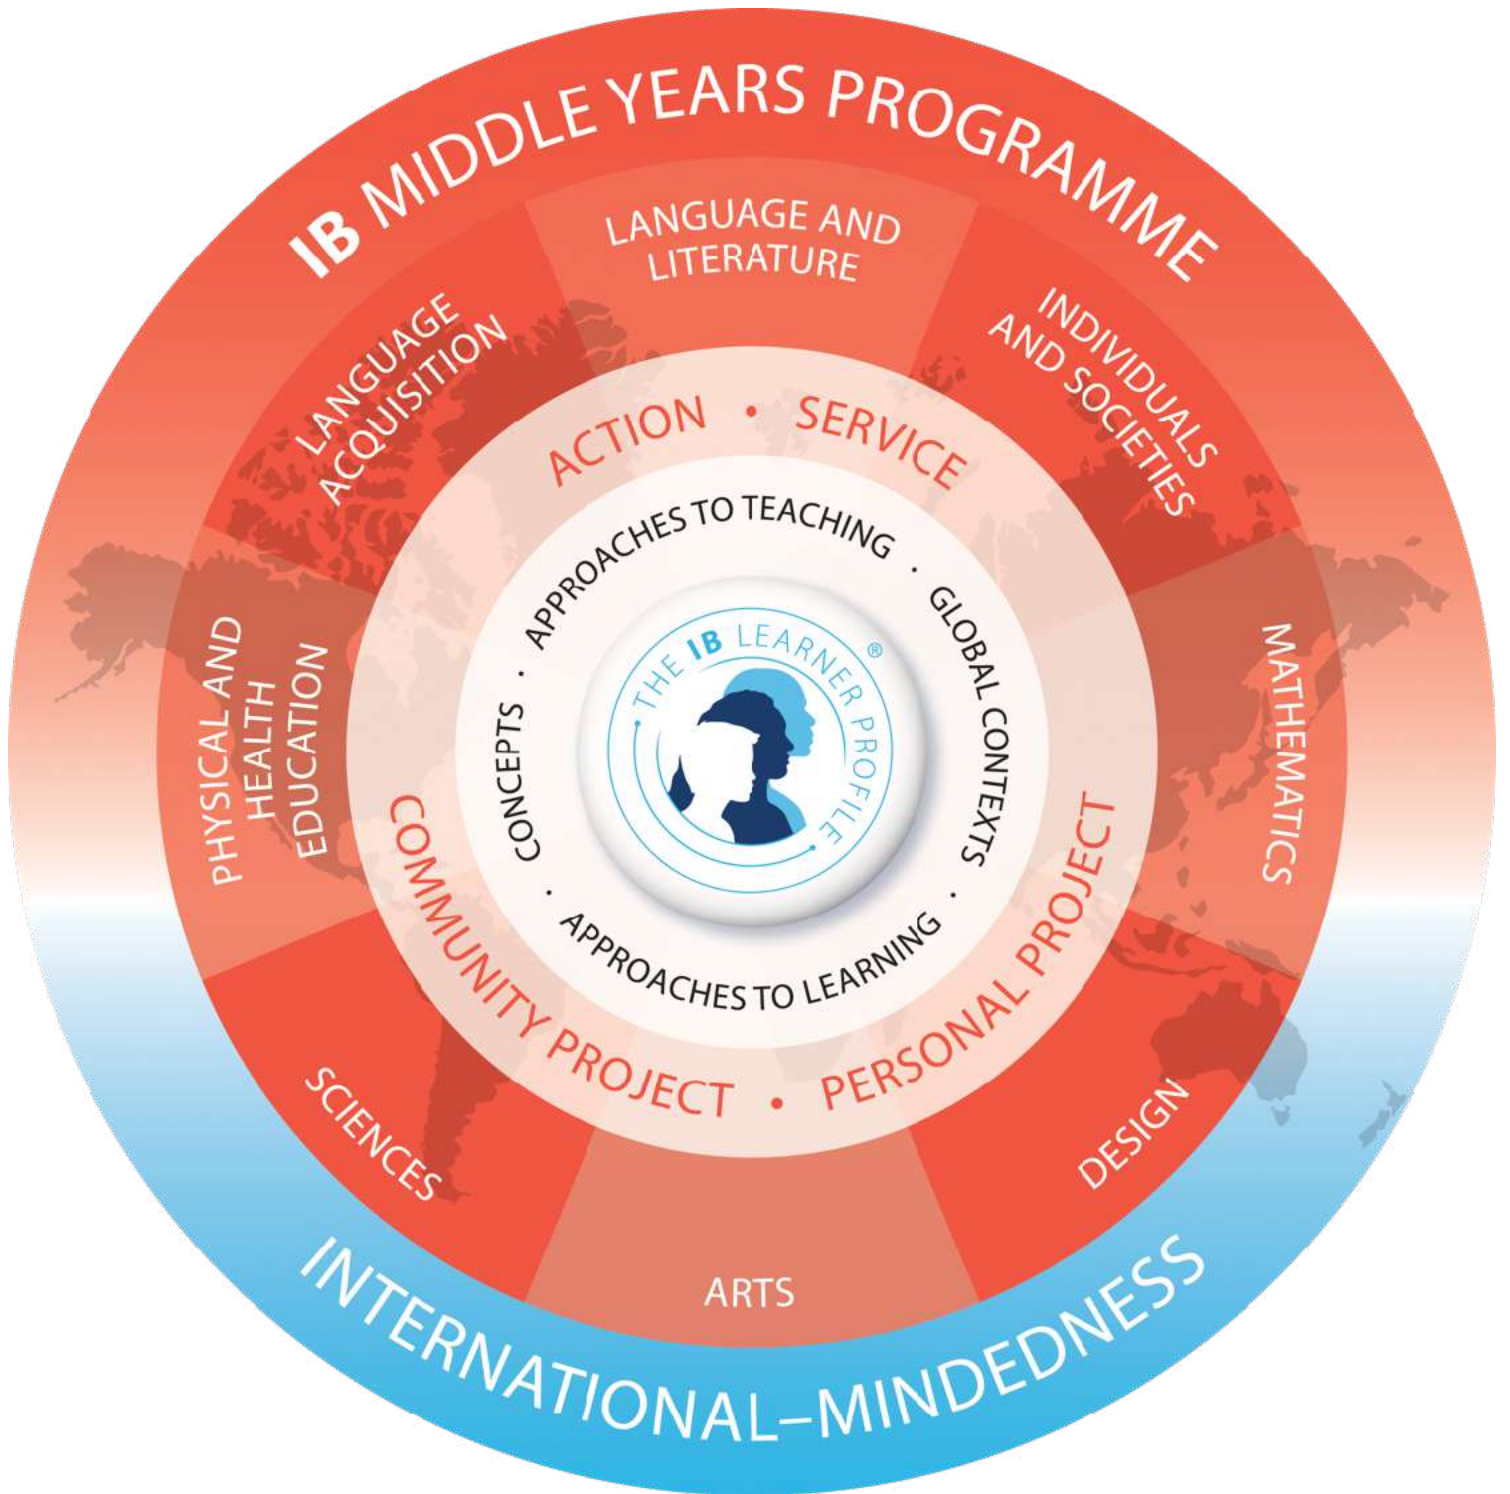 IB MIDDLE YEARS PROGRAMME
LANGUAGE AND
LITERATURE
INDIVIDUALS
AND SOCIETIES
MATHEMATICS
DESIGN
ARTS
SCIENCES
PHYSICAL AND
HEALTH
EDUCATION
LANGUAGE
ACQUISITION
ACTION • SERVICE
COMMUNITY PROJECT • PERSONAL PROJECT
APPROACHES TO TEACHING • GLOBAL CONTEXTS •
APPROACHES TO LEARNING • CONCEPTS •
THE IB LEARNER PROFILE ®
INTERNATIONAL–MINDEDNESS